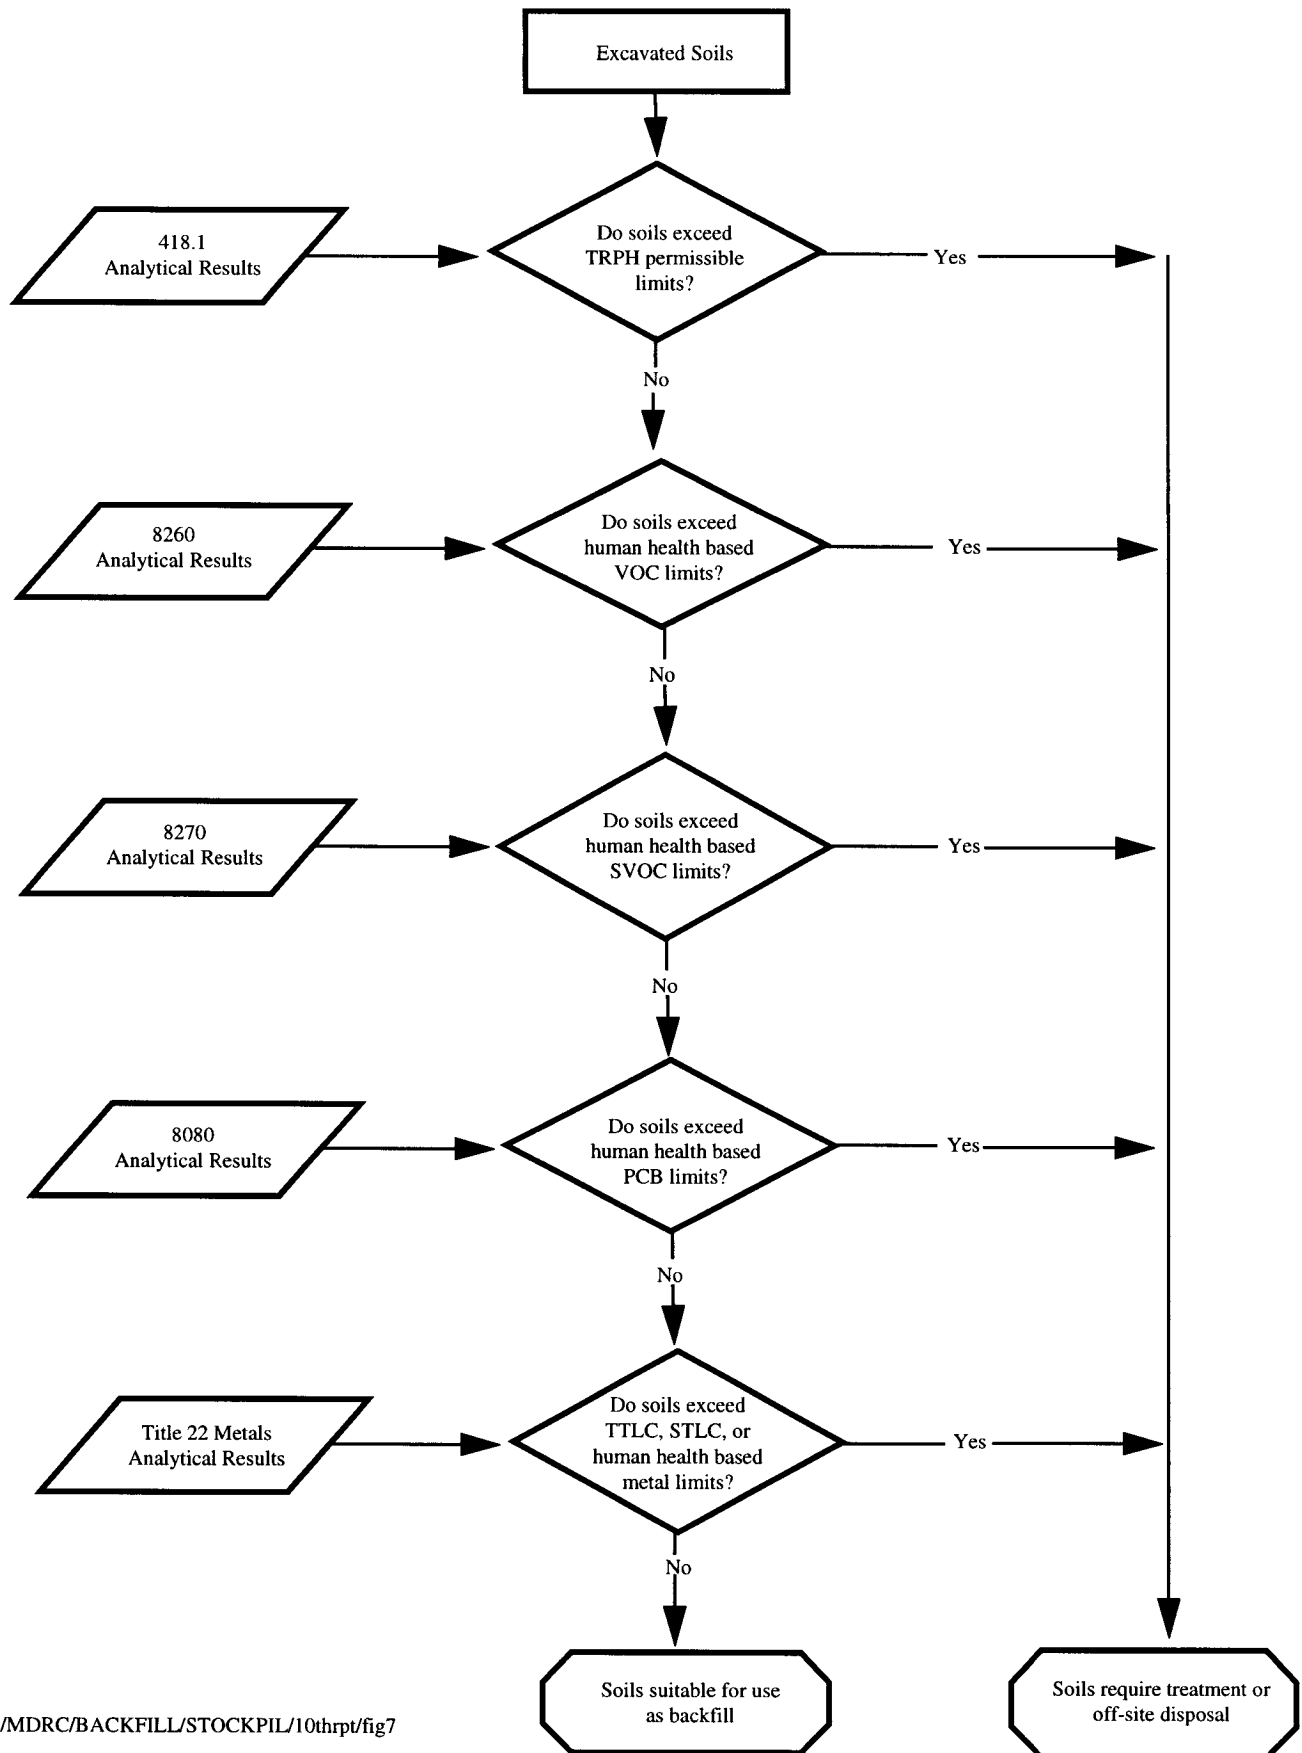 Excavated Soils
418.1
Analytical Results
Do soils exceed
TRPH permissible
limits?
Yes
No
8260
Analytical Results
Do soils exceed
human health based
VOC limits?
Yes
No
8270
Analytical Results
Do soils exceed
human health based
SVOC limits?
Yes
No
8080
Analytical Results
Do soils exceed
human health based
PCB limits?
Yes
No
Title 22 Metals
Analytical Results
Do soils exceed
TTLC, STLC, or
human health based
metal limits?
Yes
No
Soils suitable for use
as backfill
Soils require treatment or
off-site disposal
/MDRC/BACKFILL/STOCKPIL/10thrpt/fig7